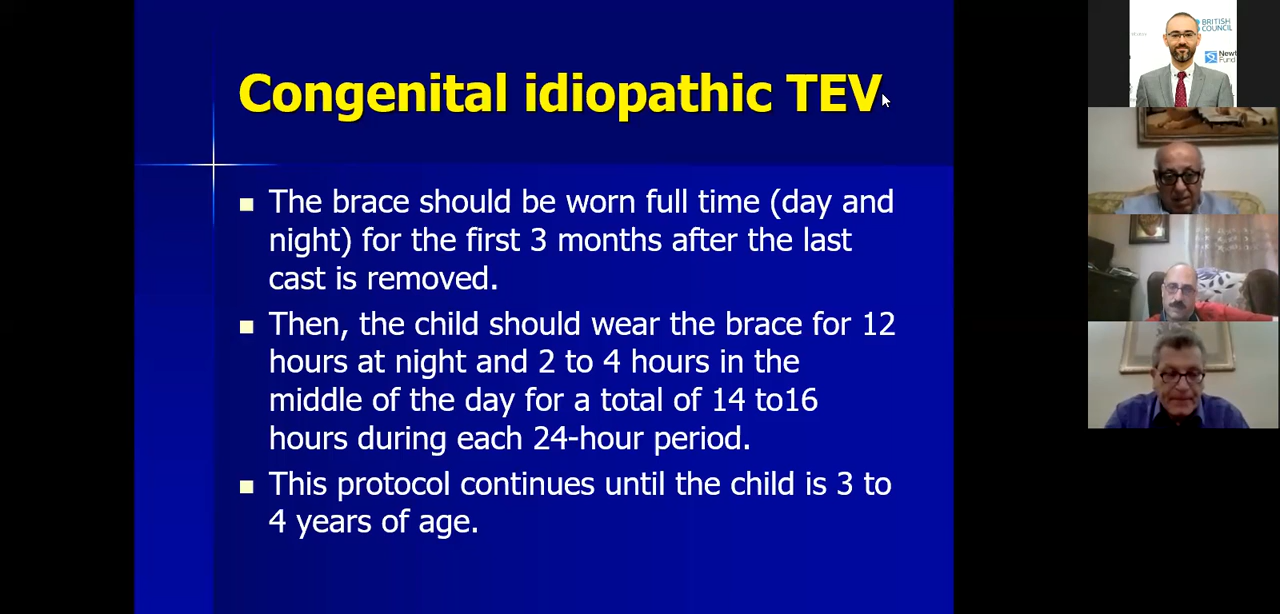 Congenital idiopathic TEV
The brace should be worn full time (day and
night) for the first 3 months after the last
cast is removed.
Then, the child should wear the brace for 12
hours at night and 2 to 4 hours in the
middle of the day for a total of 14 to16
hours during each 24-hour period.
This protocol continues until the child is 3 to
4 years of age.
BRITISH
COUNCIL
Fund